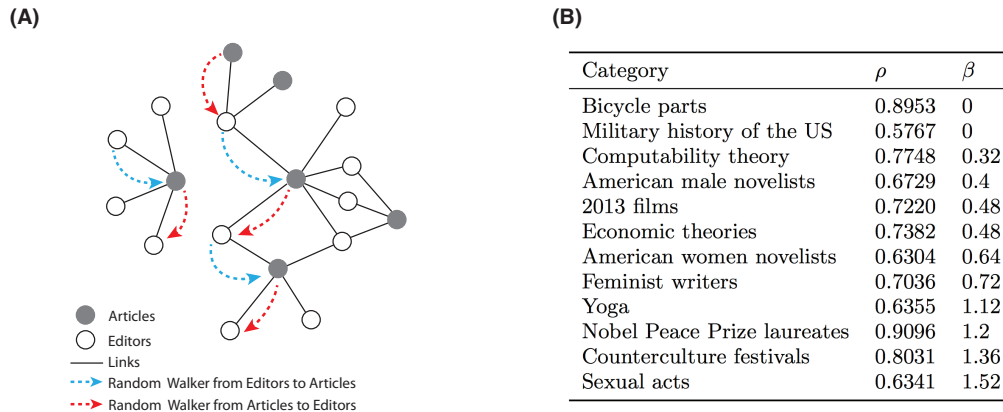 (A)
Articles
Editors
Links
Random Walker from Editors to Articles
Random Walker from Articles to Editors
(B)
Category ρ β
Bicycle parts 0.8953 0
Military history of the US 0.5767 0
Computability theory 0.7748 0.32
American male novelists 0.6729 0.4
2013 films 0.7220 0.48
Economic theories 0.7382 0.48
American women novelists 0.6304 0.64
Feminist writers 0.7036 0.72
Yoga 0.6355 1.12
Nobel Peace Prize laureates 0.9096 1.2
Counterculture festivals 0.8031 1.36
Sexual acts 0.6341 1.52